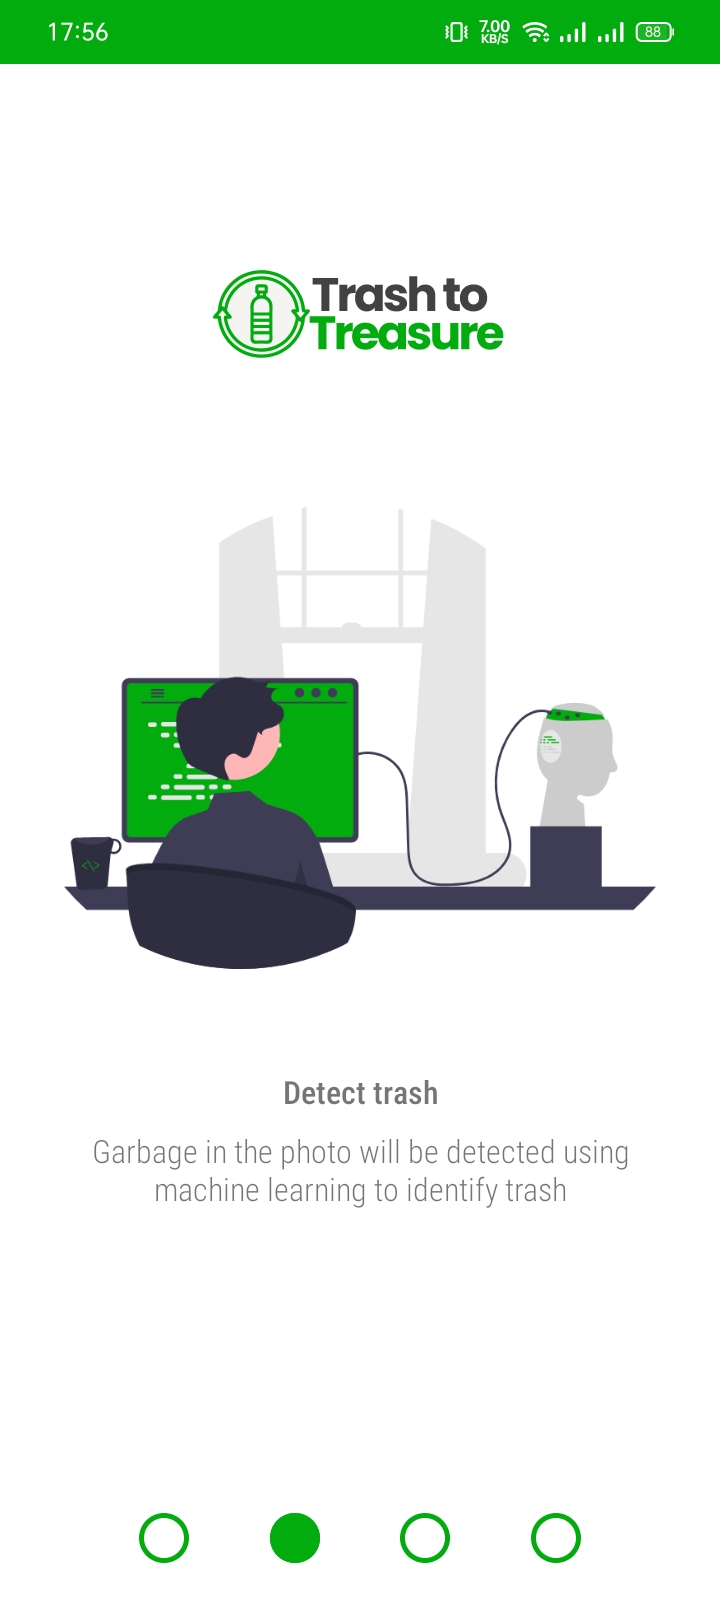 17:56
7.00
KB/S
88
Trash to
Treasure
</>
Detect trash
Garbage in the photo will be detected using
machine learning to identify trash